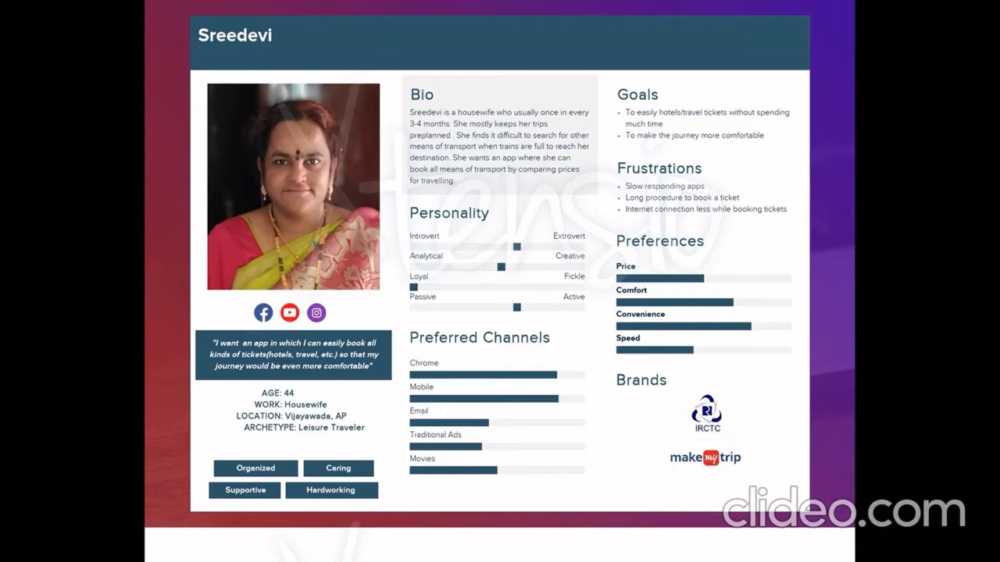 Sreedevi
"I want  an app in which I can easily book all
kinds of tickets(hotels, travel, etc.) so that my
journey would be even more comfortable"
AGE: 44
WORK: Housewife
LOCATION: Vijayawada, AP
ARCHETYPE: Leisure Traveler
Organized
Caring
Supportive
Hardworking
Bio
Sreedevi is a housewife who usually once in every
3-4 months. She mostly keeps her trips
preplanned . She finds it difficult to search for other
means of transport when trains are full to reach her
destination. She wants an app where she can
book all means of transport by comparing prices
for travelling.
Personality
Introvert Extrovert
Analytical Creative
Loyal Fickle
Passive Active
Preferred Channels
Chrome
Mobile
Email
Traditional Ads
Movies
Goals
• To easily hotels/travel tickets without spending
much time
• To make the journey more comfortable
Frustrations
• Slow responding apps
• Long procedure to book a ticket
• Internet connection less while booking tickets
Preferences
Price
Comfort
Convenience
Speed
Brands
IRCTC
make my trip
Xtensio
clideo.com